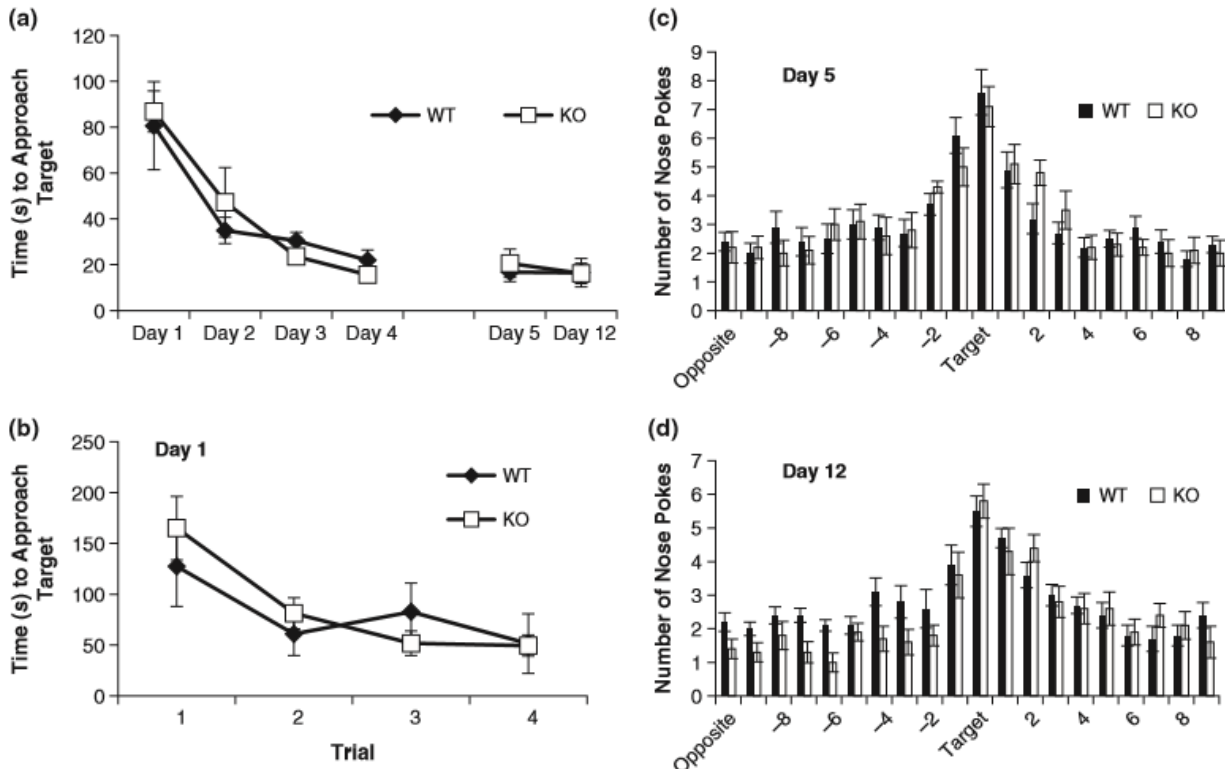 (a)
120
100
80
60
40
20
0
Time (s) to Approach
Target
WT
KO
Day 1 Day 2 Day 3 Day 4 Day 5 Day 12
(b)
Day 1
250
200
150
100
50
0
Time (s) to Approach
Target
WT
KO
1 2 3 4
Trial
(c)
Day 5
9
8
7
6
5
4
3
2
1
0
Number of Nose Pokes
WT KO
Opposite –8 –6 –4 –2 Target 2 4 6 8
(d)
Day 12
7
6
5
4
3
2
1
0
Number of Nose Pokes
WT KO
Opposite –8 –6 –4 –2 Target 2 4 6 8